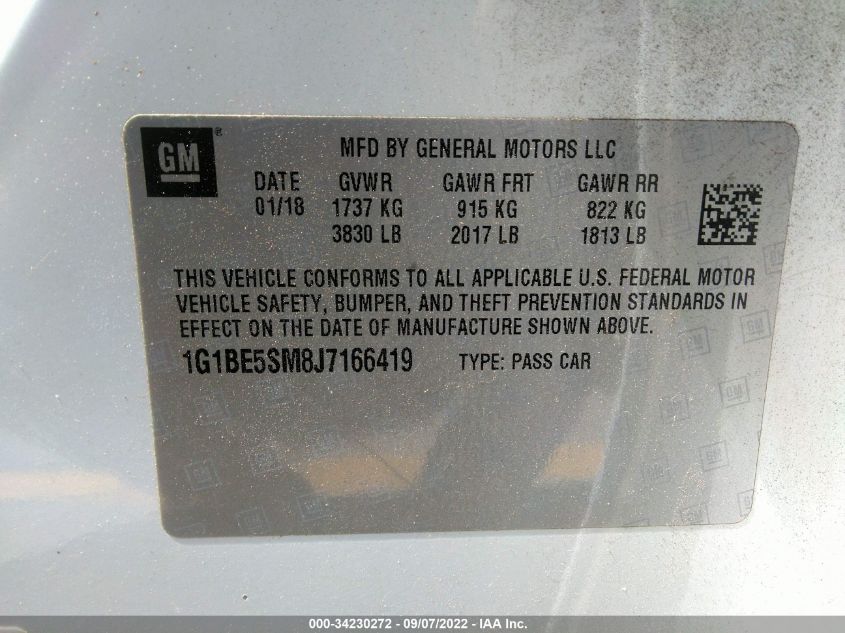 GM ®
MFD BY GENERAL MOTORS LLC
DATE GVWR GAWR FRT GAWR RR
01/18 1737 KG 915 KG 822 KG
3830 LB 2017 LB 1813 LB
THIS VEHICLE CONFORMS TO ALL APPLICABLE U.S. FEDERAL MOTOR
VEHICLE SAFETY, BUMPER, AND THEFT PREVENTION STANDARDS IN
EFFECT ON THE DATE OF MANUFACTURE SHOWN ABOVE.
1G1BE5SM8J7166419 TYPE: PASS CAR
000-34230272 - 09/07/2022 - IAA Inc.